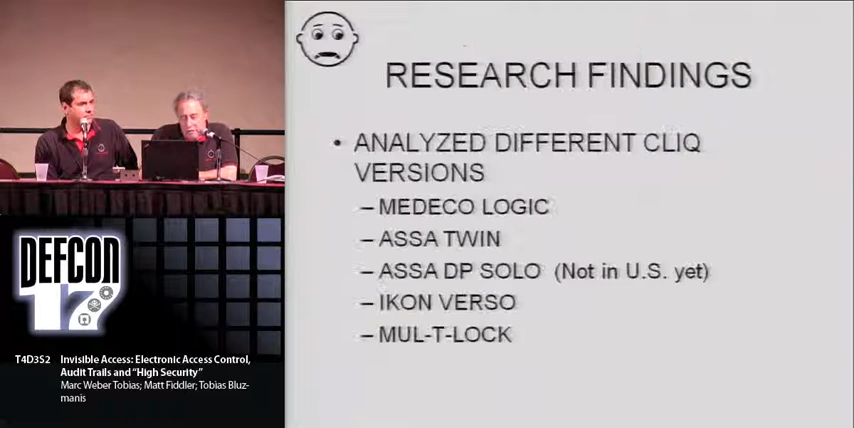 RESEARCH FINDINGS
• ANALYZED DIFFERENT CLIQ
VERSIONS
– MEDECO LOGIC
– ASSA TWIN
– ASSA DP SOLO (Not in U.S. yet)
– IKON VERSO
– MUL-T-LOCK
DEFCON
17
T4D3S2 Invisible Access: Electronic Access Control,
Audit Trails and "High Security"
Marc Weber Tobias; Matt Fiddler; Tobias Bluz-
manis